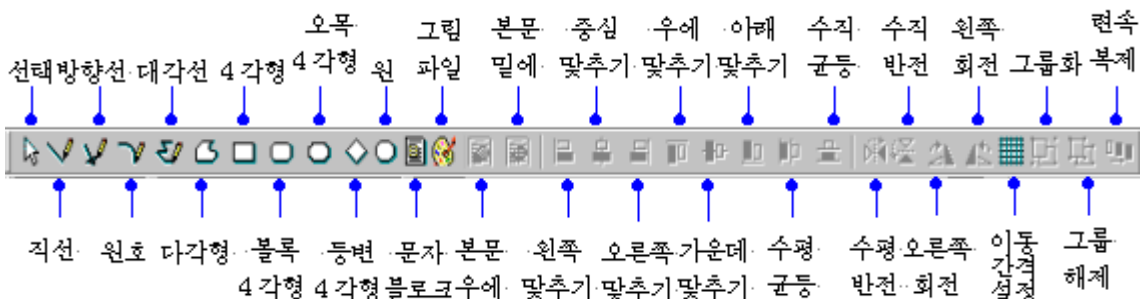 오목 그림 본문 중심 우에 아래 수직 수직 왼쪽 련속
선택 방향선 대각선 4각형 4각형 원 파일 밑에 맞추기 맞추기 맞추기 균등 반전 회전 그룹화 복제
직선 원호 다각형 볼록 등변 문자 본문 왼쪽 오른쪽 가운데 수평 수평 오른쪽 이동 그룹
4각형 4각형 블로크 우에 맞추기 맞추기 맞추기 균등 반전 회전 간격 해제
설정